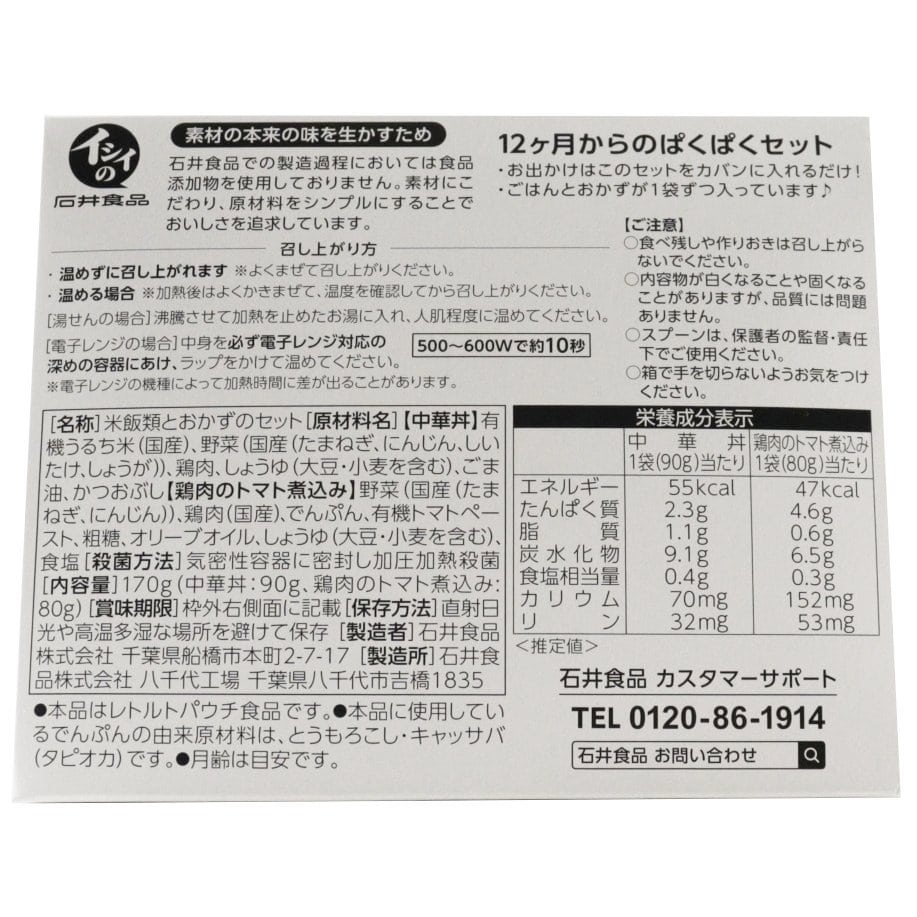 イシイの
石井食品
素材の本来の味を生かすため
石井食品での製造過程においては食品
添加物を使用しておりません。素材にこ
だわり、原材料をシンプルにすることで
おいしさを追求しています。
12ヶ月からのぱくぱくセット
・お出かけはこのセットをカバンに入れるだけ!
・ごはんとおかずが1袋ずつ入っています♪
召し上がり方
・温めずに召し上がれます ※よくまぜて召し上がりください。
・温める場合 ※加熱後はよくかきまぜて、温度を確認してから召し上がりください。
[湯せんの場合]沸騰させて加熱を止めたお湯に入れ、人肌程度に温めてください。
[電子レンジの場合]中身を必ず電子レンジ対応の
深めの容器にあけ、ラップをかけて温めてください。
500〜600Wで約10秒
※電子レンジの機種によって加熱時間に差が出ることがあります。
【ご注意】
○食べ残しや作りおきは召し上がら
ないでください。
○内容物が白くなることや固くなる
ことがありますが、品質には問題
ありません。
○スプーンは、保護者の監督・責任
下でご使用ください。
○箱で手を切らないようお気をつけ
ください。
[名称]米飯類とおかずのセット[原材料名]【中華丼】有
機うるち米(国産)、野菜(国産(たまねぎ、にんじん、しい
たけ、しょうが))、鶏肉、しょうゆ(大豆・小麦を含む)、ごま
油、かつおぶし【鶏肉のトマト煮込み】野菜(国産(たま
ねぎ、にんじん))、鶏肉(国産)、でんぷん、有機トマトペー
スト、粗糖、オリーブオイル、しょうゆ(大豆・小麦を含む)、
食塩[殺菌方法]気密性容器に密封し加圧加熱殺菌
[内容量]170g(中華丼:90g、鶏肉のトマト煮込み:
80g)[賞味期限]枠外右側面に記載[保存方法]直射日
光や高温多湿な場所を避けて保存 [製造者]石井食品
株式会社 千葉県船橋市本町2-7-17 [製造所]石井食
品株式会社 八千代工場 千葉県八千代市吉橋1835
●本品はレトルトパウチ食品です。●本品に使用してい
るでんぷんの由来原材料は、とうもろこし・キャッサバ
(タピオカ)です。●月齢は目安です。
栄養成分表示
中華丼 鶏肉のトマト煮込み
1袋(90g)当たり 1袋(80g)当たり
エネルギー 55kcal 47kcal
たんぱく質 2.3g 4.6g
脂質 1.1g 0.6g
炭水化物 9.1g 6.5g
食塩相当量 0.4g 0.3g
カリウム 70mg 152mg
リン 32mg 53mg
<推定値>
石井食品 カスタマーサポート
TEL 0120-86-1914
石井食品 お問い合わせ